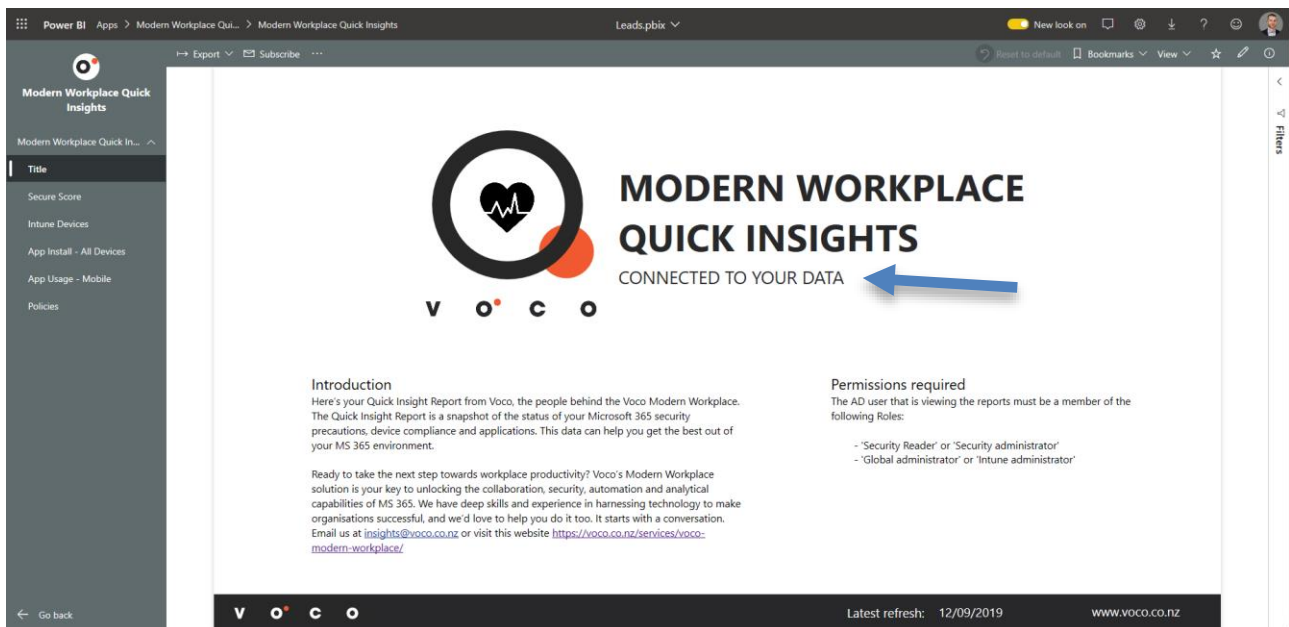 Power BI Apps > Modern Workplace Qui... > Modern Workplace Quick Insights
Leads.pbix
New look on
?
Modern Workplace Quick
Insights
Modern Workplace Quick In...
Title
Secure Score
Intune Devices
App Install - All Devices
App Usage - Mobile
Policies
Go back
Export
Subscribe
...
Reset to default
Bookmarks
View
Filters
VOCO
MODERN WORKPLACE
QUICK INSIGHTS
CONNECTED TO YOUR DATA
Introduction
Here's your Quick Insight Report from Voco, the people behind the Voco Modern Workplace.
The Quick Insight Report is a snapshot of the status of your Microsoft 365 security
precautions, device compliance and applications. This data can help you get the best out of
your MS 365 environment.
Ready to take the next step towards workplace productivity? Voco's Modern Workplace
solution is your key to unlocking the collaboration, security, automation and analytical
capabilities of MS 365. We have deep skills and experience in harnessing technology to make
organisations successful, and we'd love to help you do it too. It starts with a conversation.
Email us at insights@voco.co.nz or visit this website https://voco.co.nz/services/voco-
modern-workplace/
Permissions required
The AD user that is viewing the reports must be a member of the
following Roles:
- 'Security Reader' or 'Security administrator'
- 'Global administrator' or 'Intune administrator'
VOCO
Latest refresh: 12/09/2019
www.voco.co.nz